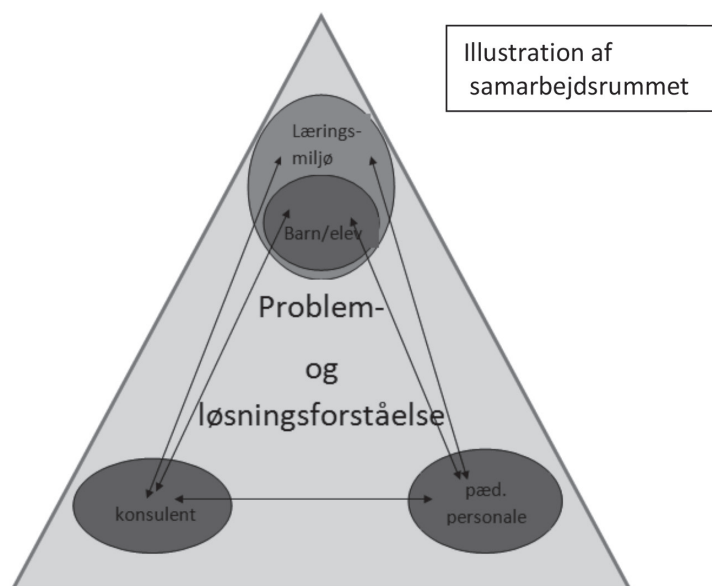 Illustration af
samarbejdsrummet
Lærings-
miljø
Barn/elev
Problem-
og
løsningsforståelse
konsulent
pæd.
personale